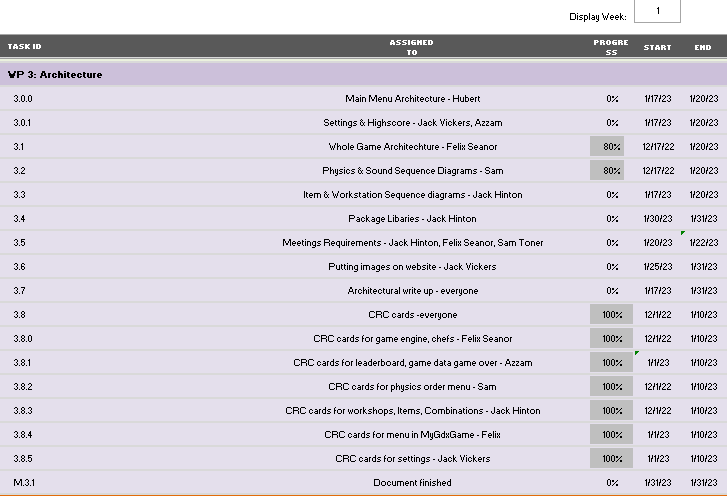 Display Week: 1
TASK ID ASSIGNED TO PROGRESS START END
WP 3: Architecture
3.0.0 Main Menu Architecture - Hubert 0% 1/17/23 1/20/23
3.0.1 Settings & Highscore - Jack Vickers, Azzam 0% 1/17/23 1/20/23
3.1 Whole Game Architechture - Felix Seanor 80% 12/17/22 1/20/23
3.2 Physics & Sound Sequence Diagrams - Sam 80% 12/17/22 1/20/23
3.3 Item & Workstation Sequence diagrams - Jack Hinton 0% 1/17/23 1/20/23
3.4 Package Libaries - Jack Hinton 0% 1/30/23 1/31/23
3.5 Meetings Requirements - Jack Hinton, Felix Seanor, Sam Toner 0% 1/20/23 1/22/23
3.6 Putting images on website - Jack Vickers 0% 1/25/23 1/31/23
3.7 Architectural write up - everyone 0% 1/17/23 1/31/23
3.8 CRC cards -everyone 100% 12/1/22 1/10/23
3.8.0 CRC cards for game engine, chefs - Felix Seanor 100% 12/1/22 1/10/23
3.8.1 CRC cards for leaderboard, game data game over - Azzam 100% 1/1/23 1/10/23
3.8.2 CRC cards for physics order menu - Sam 100% 12/1/22 1/10/23
3.8.3 CRC cards for workshops, Items, Combinations - Jack Hinton 100% 12/1/22 1/10/23
3.8.4 CRC cards for menu in MyGdxGame - Felix 100% 1/1/23 1/10/23
3.8.5 CRC cards for settings - Jack Vickers 100% 1/1/23 1/10/23
M.3.1 Document finished 0% 1/31/23 1/31/23